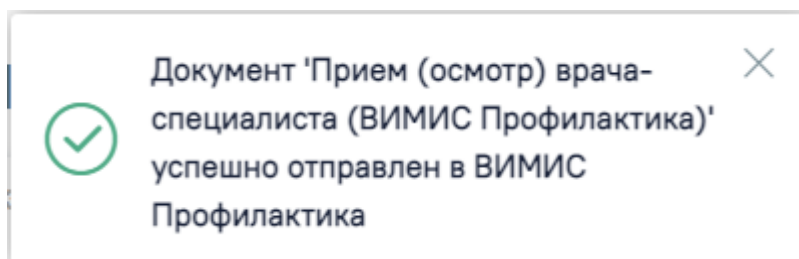 Документ 'Прием (осмотр) врача-
специалиста (ВИМИС Профилактика)'
успешно отправлен в ВИМИС
Профилактика